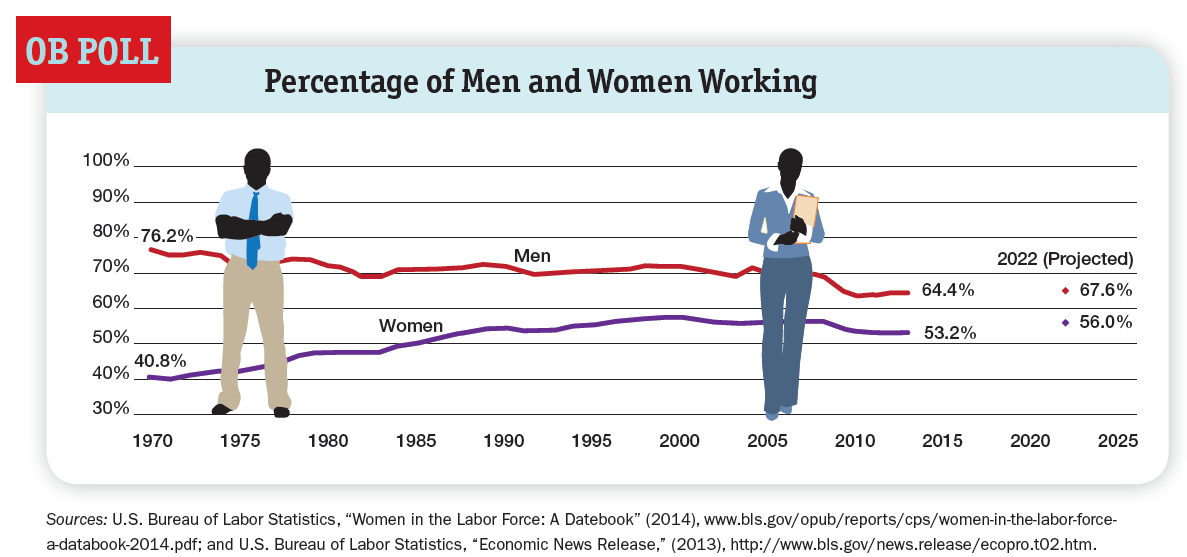 OB POLL
Percentage of Men and Women Working
100%
90%
80%
76.2%
Men
2022 (Projected)
70%
64.4%
67.6%
60%
Women
56.0%
53.2%
50%
40.8%
40%
30%
1970 1975 1980 1985 1990 1995 2000 2005 2010 2015 2020 2025
Sources: U.S. Bureau of Labor Statistics, “Women in the Labor Force: A Datebook” (2014), www.bls.gov/opub/reports/cps/women-in-the-labor-force-
a-databook-2014.pdf; and U.S. Bureau of Labor Statistics, “Economic News Release,” (2013), http://www.bls.gov/news.release/ecopro.t02.htm.